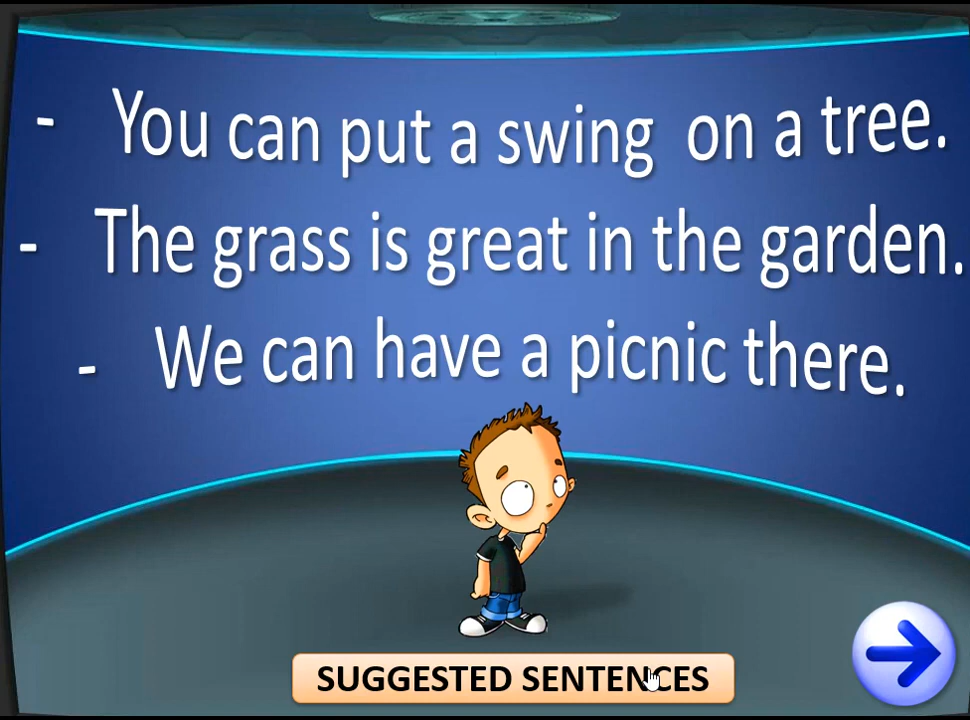 - You can put a swing on a tree.
- The grass is great in the garden.
- We can have a picnic there.
SUGGESTED SENTENCES